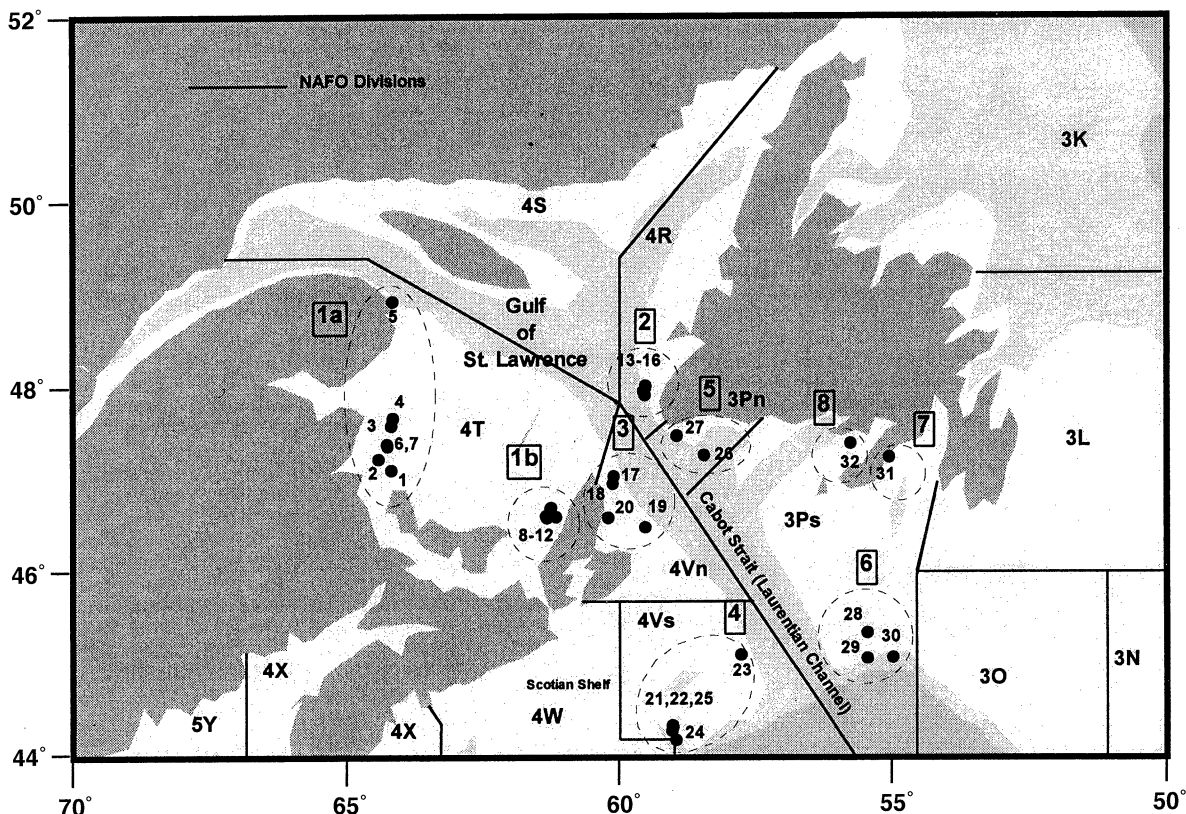 52°
NAFO Divisions
3K
50°
4S
4R
1a
5
Gulf
of
St. Lawrence
2
13-16
48°
4
3
6,7
2
1
4T
1b
8-12
3
17
18
20
19
5
3Pn
27
26
8
32
7
31
3L
3Ps
Cabot Strait (Laurentian Channel)
46°
4Vn
6
28
29
30
4Vs
4
23
4X
Scotian Shelf
21,22,25
24
4W
5Y
4X
3O
3N
44°
70°
65°
60°
55°
50°